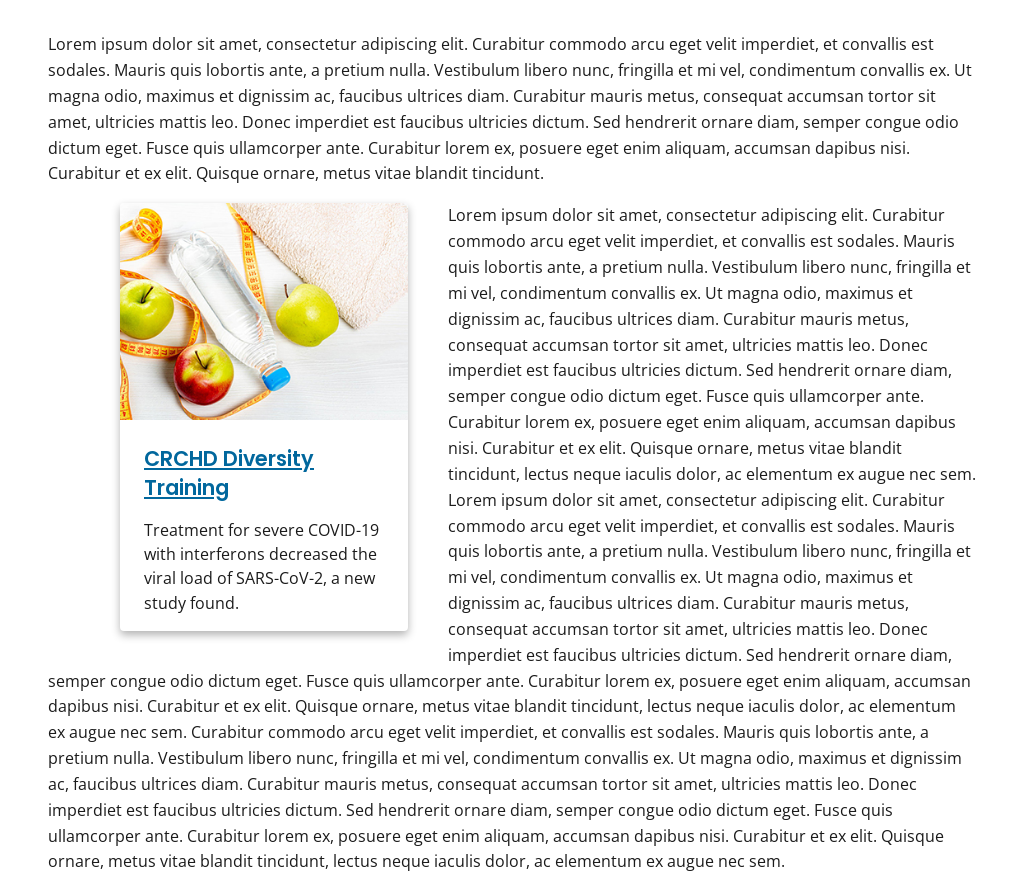 Lorem ipsum dolor sit amet, consectetur adipiscing elit. Curabitur commodo arcu eget velit imperdiet, et convallis est
sodales. Mauris quis lobortis ante, a pretium nulla. Vestibulum libero nunc, fringilla et mi vel, condimentum convallis ex. Ut
magna odio, maximus et dignissim ac, faucibus ultrices diam. Curabitur mauris metus, consequat accumsan tortor sit
amet, ultricies mattis leo. Donec imperdiet est faucibus ultricies dictum. Sed hendrerit ornare diam, semper congue odio
dictum eget. Fusce quis ullamcorper ante. Curabitur lorem ex, posuere eget enim aliquam, accumsan dapibus nisi.
Curabitur et ex elit. Quisque ornare, metus vitae blandit tincidunt.
CRCHD Diversity
Training
Treatment for severe COVID-19
with interferons decreased the
viral load of SARS-CoV-2, a new
study found.
Lorem ipsum dolor sit amet, consectetur adipiscing elit. Curabitur
commodo arcu eget velit imperdiet, et convallis est sodales. Mauris
quis lobortis ante, a pretium nulla. Vestibulum libero nunc, fringilla et
mi vel, condimentum convallis ex. Ut magna odio, maximus et
dignissim ac, faucibus ultrices diam. Curabitur mauris metus,
consequat accumsan tortor sit amet, ultricies mattis leo. Donec
imperdiet est faucibus ultricies dictum. Sed hendrerit ornare diam,
semper congue odio dictum eget. Fusce quis ullamcorper ante.
Curabitur lorem ex, posuere eget enim aliquam, accumsan dapibus
nisi. Curabitur et ex elit. Quisque ornare, metus vitae blandit
tincidunt, lectus neque iaculis dolor, ac elementum ex augue nec sem.
Lorem ipsum dolor sit amet, consectetur adipiscing elit. Curabitur
commodo arcu eget velit imperdiet, et convallis est sodales. Mauris
quis lobortis ante, a pretium nulla. Vestibulum libero nunc, fringilla et
mi vel, condimentum convallis ex. Ut magna odio, maximus et
dignissim ac, faucibus ultrices diam. Curabitur mauris metus,
consequat accumsan tortor sit amet, ultricies mattis leo. Donec
imperdiet est faucibus ultricies dictum. Sed hendrerit ornare diam,
semper congue odio dictum eget. Fusce quis ullamcorper ante. Curabitur lorem ex, posuere eget enim aliquam, accumsan
dapibus nisi. Curabitur et ex elit. Quisque ornare, metus vitae blandit tincidunt, lectus neque iaculis dolor, ac elementum
ex augue nec sem. Curabitur commodo arcu eget velit imperdiet, et convallis est sodales. Mauris quis lobortis ante, a
pretium nulla. Vestibulum libero nunc, fringilla et mi vel, condimentum convallis ex. Ut magna odio, maximus et dignissim
ac, faucibus ultrices diam. Curabitur mauris metus, consequat accumsan tortor sit amet, ultricies mattis leo. Donec
imperdiet est faucibus ultricies dictum. Sed hendrerit ornare diam, semper congue odio dictum eget. Fusce quis
ullamcorper ante. Curabitur lorem ex, posuere eget enim aliquam, accumsan dapibus nisi. Curabitur et ex elit. Quisque
ornare, metus vitae blandit tincidunt, lectus neque iaculis dolor, ac elementum ex augue nec sem.